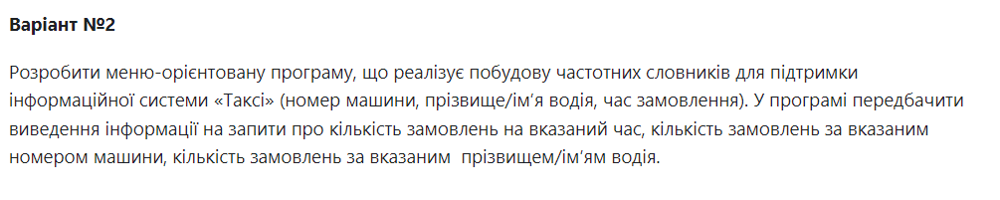 Варіант №2
Розробити меню-орієнтовану програму, що реалізує побудову частотних словників для підтримки
інформаційної системи «Таксі» (номер машини, прізвище/ім’я водія, час замовлення). У програмі передбачити
виведення інформації на запити про кількість замовлень на вказаний час, кількість замовлень за вказаним
номером машини, кількість замовлень за вказаним  прізвищем/ім’ям водія.